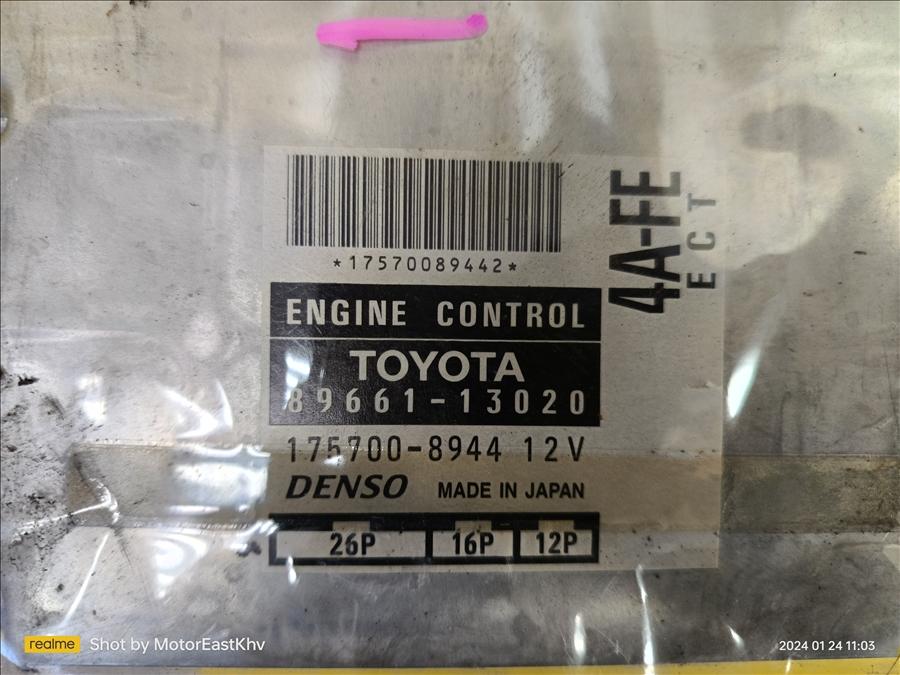 *17570089442*
4A-FE
ECT
ENGINE CONTROL
TOYOTA
89661-13020
175700-8944 12V
DENSO MADE IN JAPAN
26P 16P 12P
realme Shot by MotorEastKhv
2024 01 24 11:03